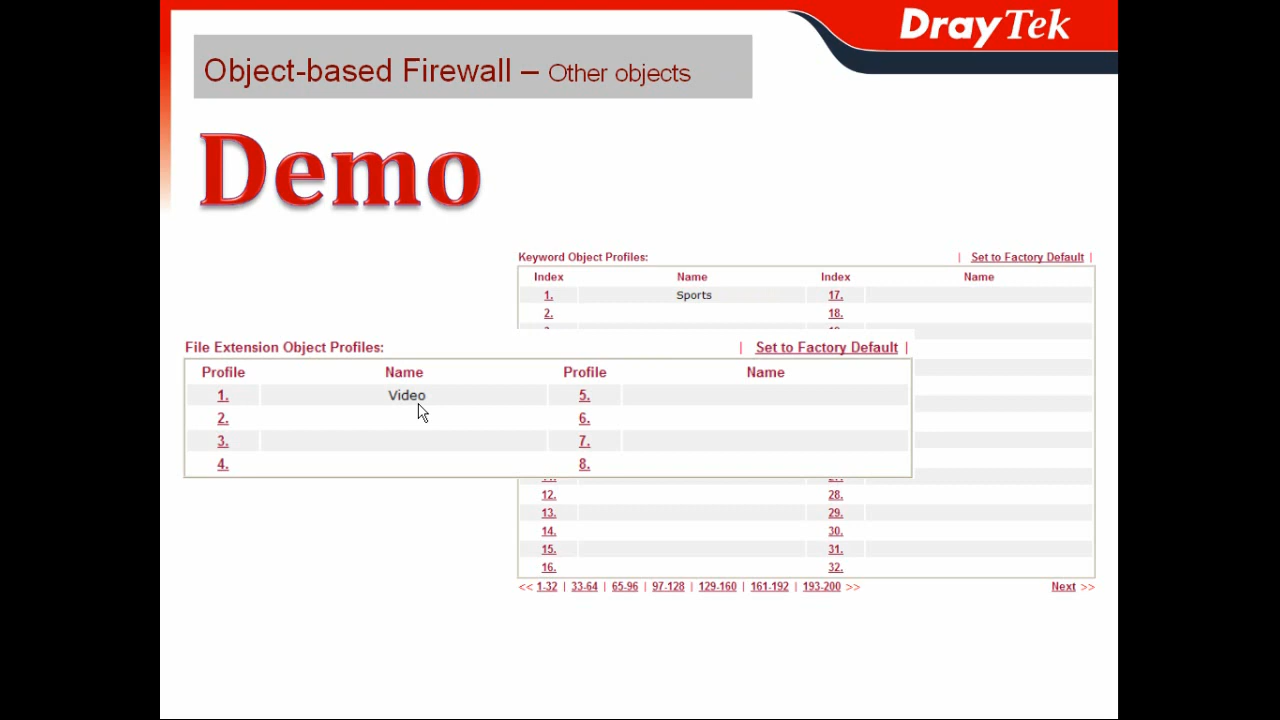 DrayTek
Object-based Firewall – Other objects
Demo
Keyword Object Profiles: | Set to Factory Default |
Index Name Index Name
1. Sports 17.
2. 18.
File Extension Object Profiles: | Set to Factory Default |
Profile Name Profile Name
1. Video 5.
2. 6.
3. 7.
4. 8.
12. 28.
13. 29.
14. 30.
15. 31.
16. 32.
<< 1-32 | 33-64 | 65-96 | 97-128 | 129-160 | 161-192 | 193-200 >> Next >>